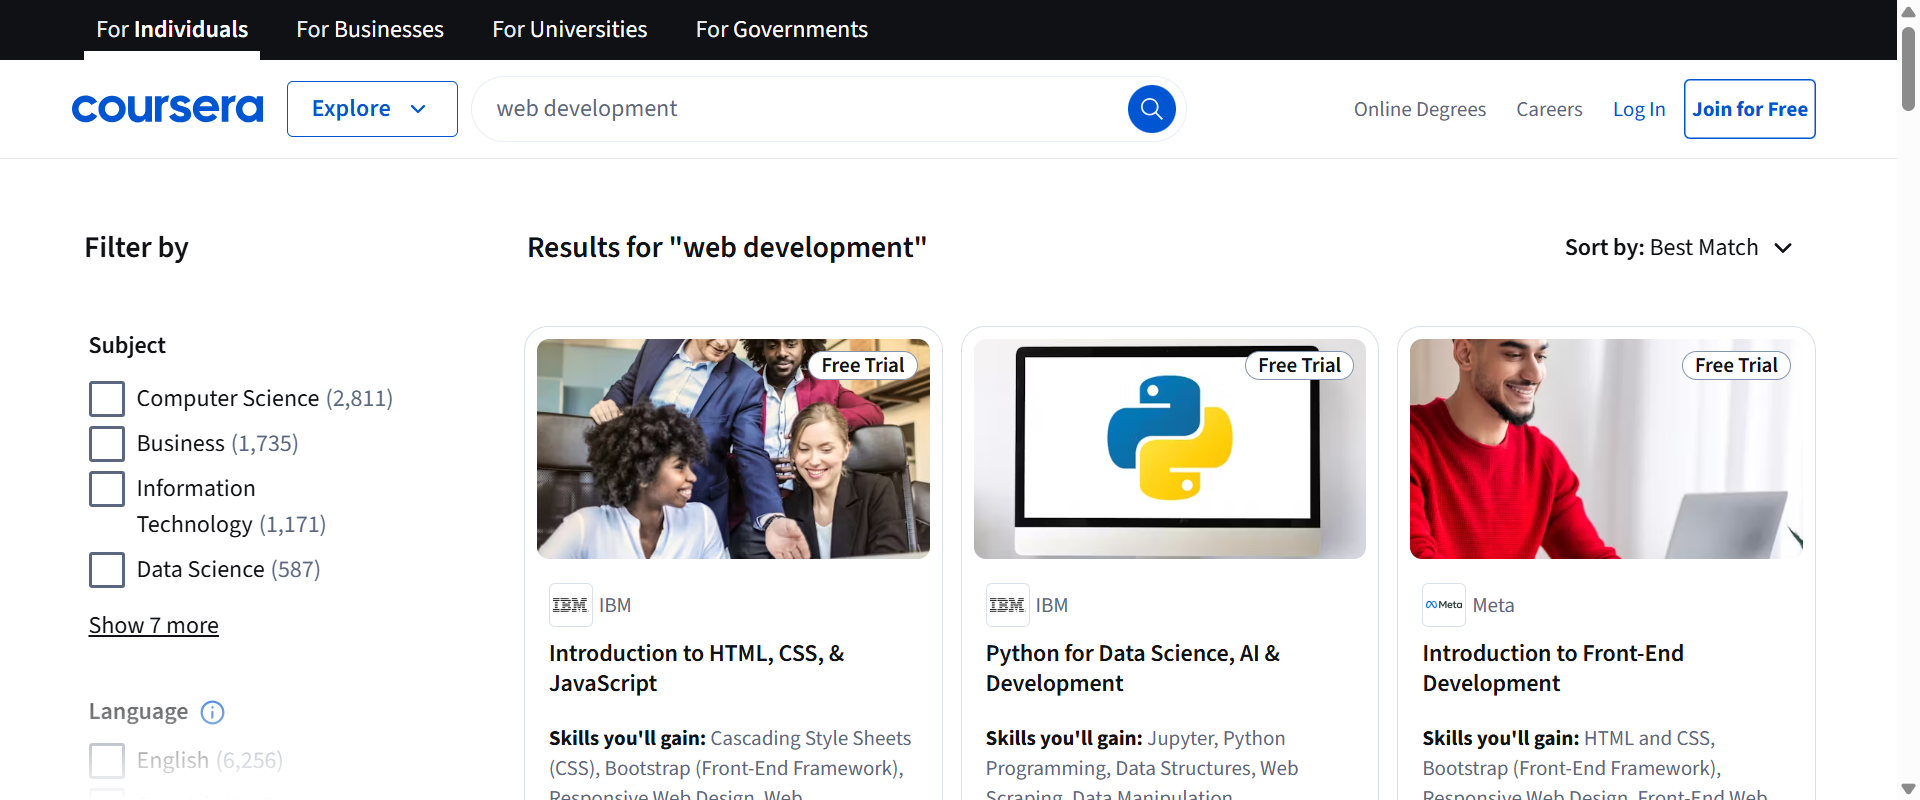 For Individuals
For Businesses
For Universities
For Governments
coursera
Explore
web development
Online Degrees
Careers
Log In
Join for Free
Filter by
Results for "web development"
Sort by: Best Match
Subject
Computer Science (2,811)
Business (1,735)
Information
Technology (1,171)
Data Science (587)
Show 7 more
Language
English (6,256)
Free Trial
IBM
IBM
Introduction to HTML, CSS, &
JavaScript
Skills you'll gain: Cascading Style Sheets
(CSS), Bootstrap (Front-End Framework),
Responsive Web Design, Web
Free Trial
IBM
IBM
Python for Data Science, AI &
Development
Skills you'll gain: Jupyter, Python
Programming, Data Structures, Web
Scraping, Data Manipulation
Free Trial
Meta
Meta
Introduction to Front-End
Development
Skills you'll gain: HTML and CSS,
Bootstrap (Front-End Framework),
Responsive Web Design, Front-End Web